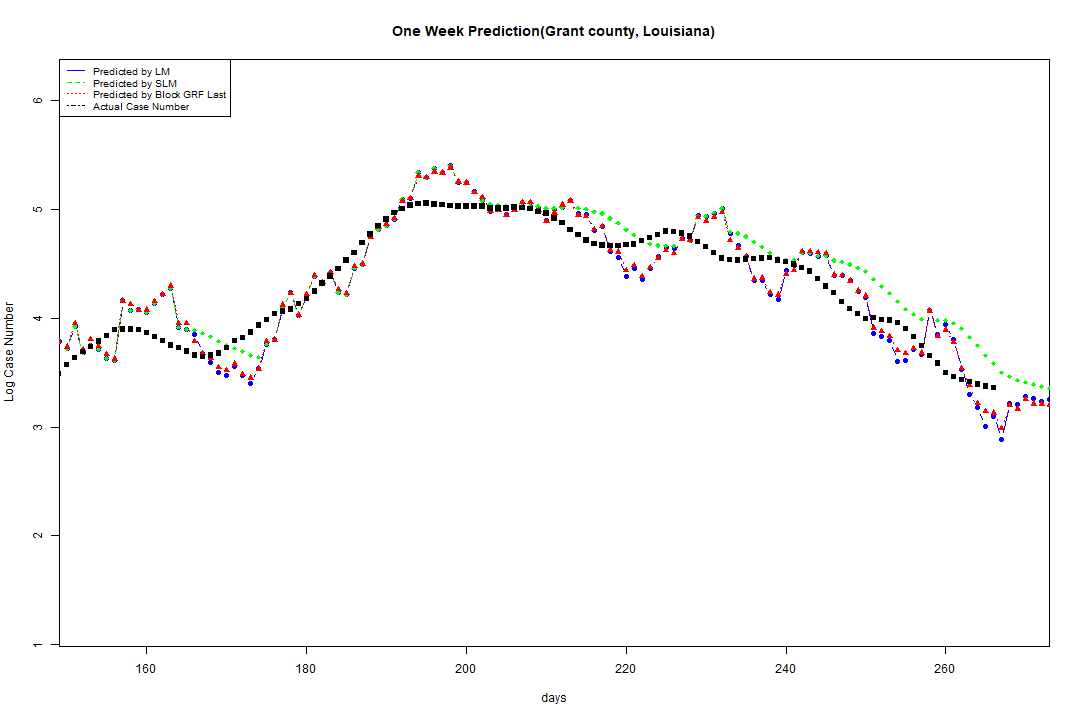 One Week Prediction(Grant county, Louisiana)
Predicted by LM
Predicted by SLM
Predicted by Block GRF Last
Actual Case Number
6
5
4
3
2
1
Log Case Number
160 180 200 220 240 260
days